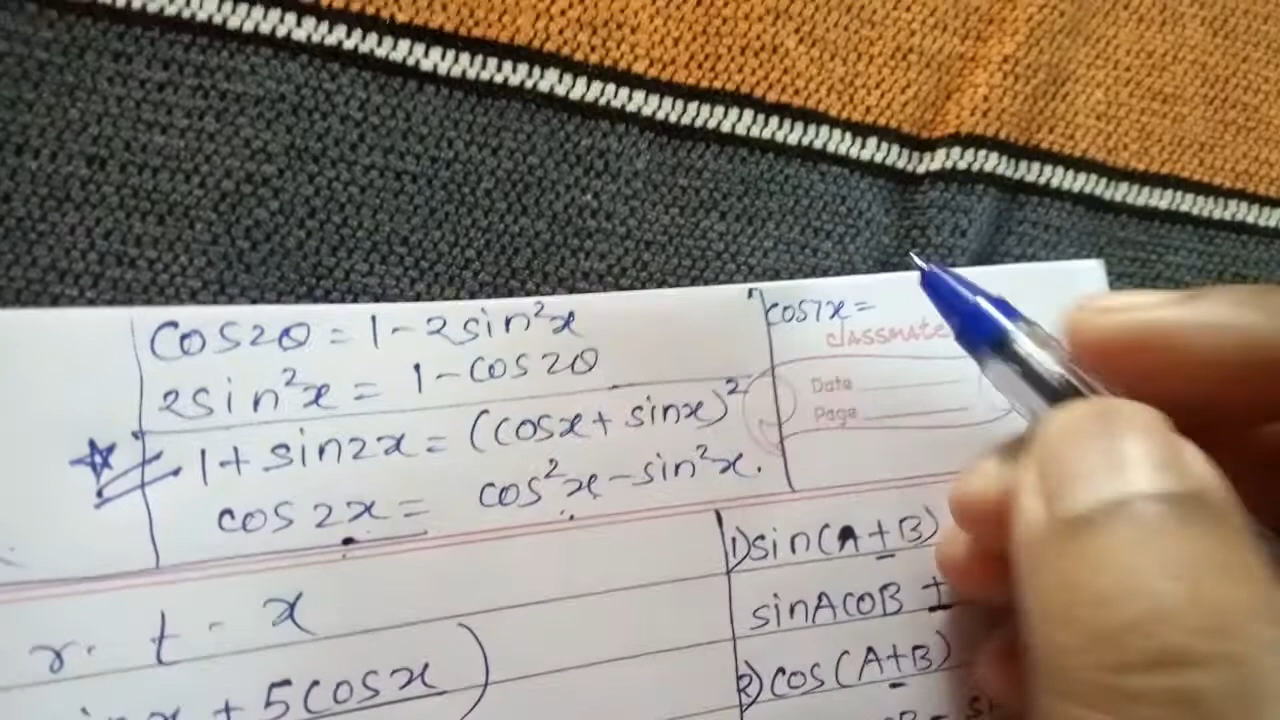 cos2θ = 1 - 2sin²x
2sin²x = 1 - cos2θ
1 + sin2x = (cosx + sinx)²
cos2x = cos²x - sin²x.
cos7x =
classmate
Date
Page
r. t. x
+ 5cosx )
1) sin(A ± B)
sinAcoB ±
2) cos(A ± B)